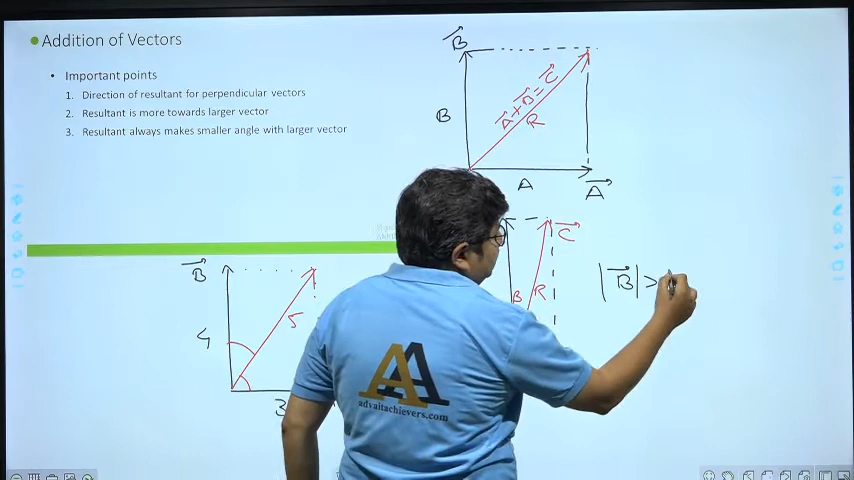 Addition of Vectors
• Important points
1. Direction of resultant for perpendicular vectors
2. Resultant is more towards larger vector
3. Resultant always makes smaller angle with larger vector
B⃗
B
A⃗ + B⃗ = C⃗
R
A
A⃗
C⃗
B
R
|B⃗| >
B⃗
4
5
3
AA
advaitachievers.com